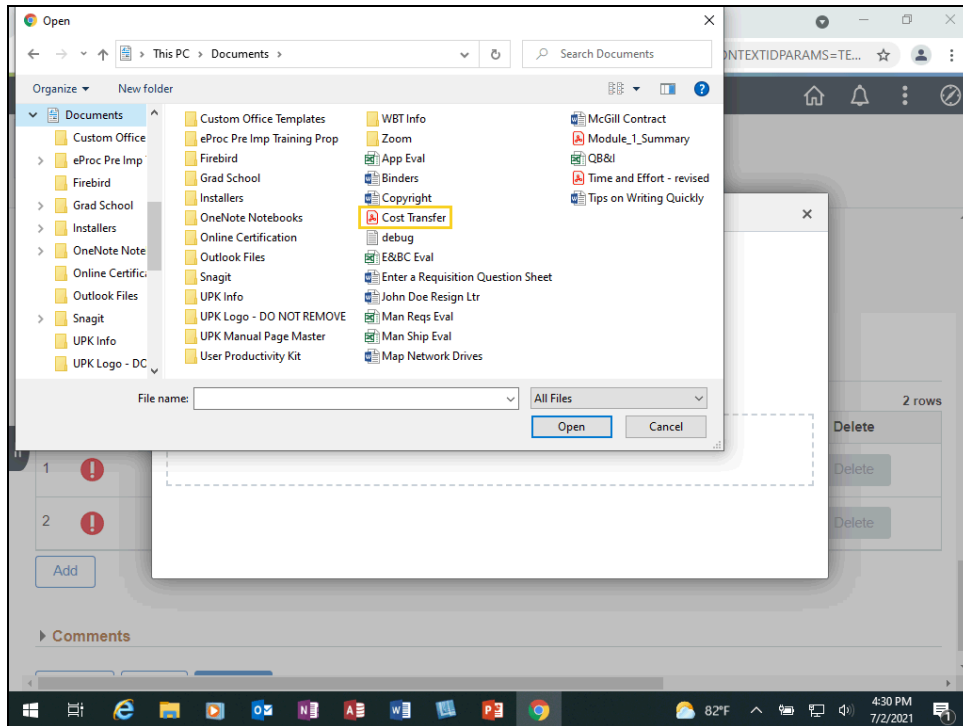 Open
This PC > Documents >
Search Documents
NTEXTIDPARAMS=TE...
Organize
New folder
Documents
Custom Office
eProc Pre Imp
Firebird
Grad School
Installers
OneNote Note
Online Certific
Outlook Files
Snagit
UPK Info
UPK Logo - DC
Custom Office Templates
eProc Pre Imp Training Prop
Firebird
Grad School
Installers
OneNote Notebooks
Online Certification
Outlook Files
Snagit
UPK Info
UPK Logo - DO NOT REMOVE
UPK Manual Page Master
User Productivity Kit
WBT Info
Zoom
App Eval
Binders
Copyright
Cost Transfer
debug
E&BC Eval
Enter a Requisition Question Sheet
John Doe Resign Ltr
Man Reqs Eval
Man Ship Eval
Map Network Drives
McGill Contract
Module_1_Summary
QB&I
Time and Effort - revised
Tips on Writing Quickly
File name:
All Files
Open
Cancel
2 rows
Delete
1
Delete
2
Delete
Add
Comments
82°F
4:30 PM
7/2/2021
1